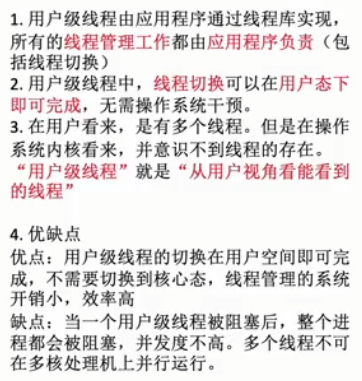 1. 用户级线程由应用程序通过线程库实现，
所有的线程管理工作都由应用程序负责（包
括线程切换）
2. 用户级线程中，线程切换可以在用户态下
即可完成，无需操作系统干预。
3. 在用户看来，是有多个线程。但是在操作
系统内核看来，并意识不到线程的存在。
“用户级线程”就是“从用户视角看能看到
的线程”
4. 优缺点
优点：用户级线程的切换在用户空间即可完
成，不需要切换到核心态，线程管理的系统
开销小，效率高
缺点：当一个用户级线程被阻塞后，整个进
程都会被阻塞，并发度不高。多个线程不可
在多核处理机上并行运行。